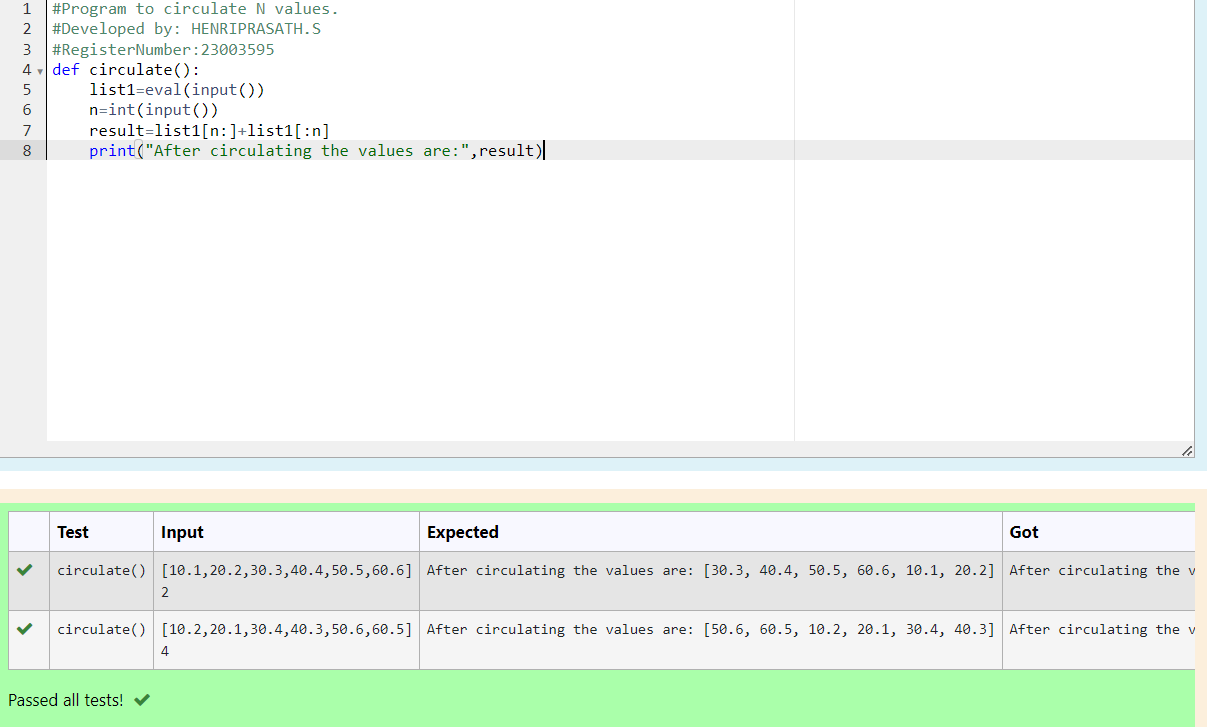 1 #Program to circulate N values.
2 #Developed by: HENRIPRASATH.S
3 #RegisterNumber:23003595
4 def circulate():
5 list1=eval(input())
6 n=int(input())
7 result=list1[n:]+list1[:n]
8 print("After circulating the values are:",result)
Test Input Expected Got
circulate() [10.1,20.2,30.3,40.4,50.5,60.6] After circulating the values are: [30.3, 40.4, 50.5, 60.6, 10.1, 20.2] After circulating the
2
circulate() [10.2,20.1,30.4,40.3,50.6,60.5] After circulating the values are: [50.6, 60.5, 10.2, 20.1, 30.4, 40.3] After circulating the
4
Passed all tests!